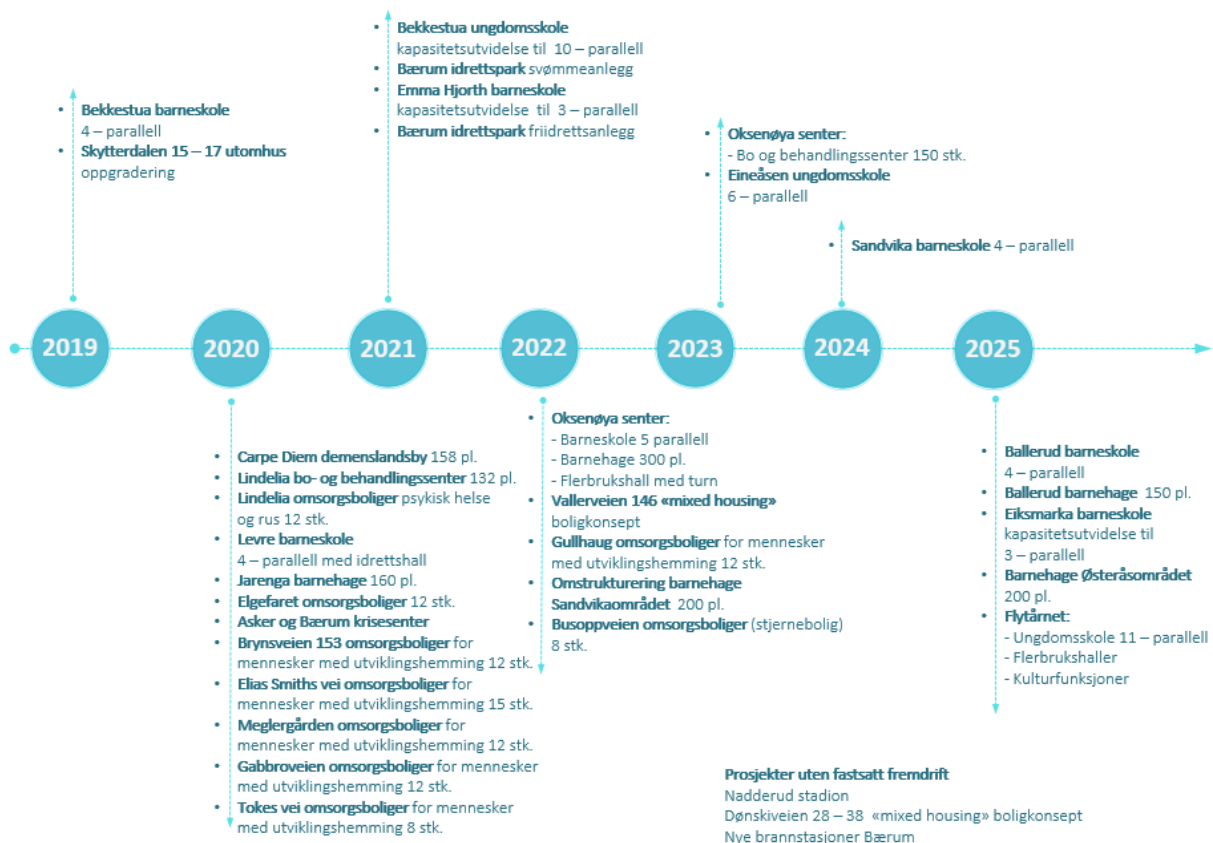 • Bekkestua barneskole
4 – parallell
• Skytterdalen 15 – 17 utomhus
oppgradering
• Bekkestua ungdomsskole
kapasitetsutvidelse til 10 – parallell
• Bærum idrettspark svømmeanlegg
• Emma Hjorth barneskole
kapasitetsutvidelse til 3 – parallell
• Bærum idrettspark friidrettsanlegg
• Oksenøya senter:
- Bo og behandlingssenter 150 stk.
• Eineåsen ungdomsskole
6 – parallell
• Sandvika barneskole 4 – parallell
2019
2020
2021
2022
2023
2024
2025
• Carpe Diem demenslandsby 158 pl.
• Lindelia bo- og behandlingssenter 132 pl.
• Lindelia omsorgsboliger psykisk helse
og rus 12 stk.
• Levre barneskole
4 – parallell med idrettshall
• Jarenga barnehage 160 pl.
• Elgefaret omsorgsboliger 12 stk.
• Asker og Bærum krisesenter
• Brynsveien 153 omsorgsboliger for
mennesker med utviklingshemming 12 stk.
• Elias Smiths vei omsorgsboliger for
mennesker med utviklingshemming 15 stk.
• Meglergården omsorgsboliger for
mennesker med utviklingshemming 12 stk.
• Gabbroveien omsorgsboliger for mennesker
med utviklingshemming 12 stk.
• Tokes vei omsorgsboliger for mennesker
med utviklingshemming 8 stk.
• Oksenøya senter:
- Barneskole 5 parallell
- Barnehage 300 pl.
- Flerbrukshall med turn
• Vallerveien 146 «mixed housing»
boligkonsept
• Gullhaug omsorgsboliger for mennesker
med utviklingshemming 12 stk.
• Omstrukturering barnehage
Sandvikaområdet 200 pl.
• Busoppveien omsorgsboliger (stjernebolig)
8 stk.
• Ballerud barneskole
4 – parallell
• Ballerud barnehage 150 pl.
• Eiksmarka barneskole
kapasitetsutvidelse til
3 – parallell
• Barnehage Østeråsområdet
200 pl.
• Flytårnet:
- Ungdomsskole 11 – parallell
- Flerbrukshaller
- Kulturfunksjoner
Prosjekter uten fastsatt fremdrift
Nadderud stadion
Dønskiveien 28 – 38 «mixed housing» boligkonsept
Nye brannstasjoner Bærum